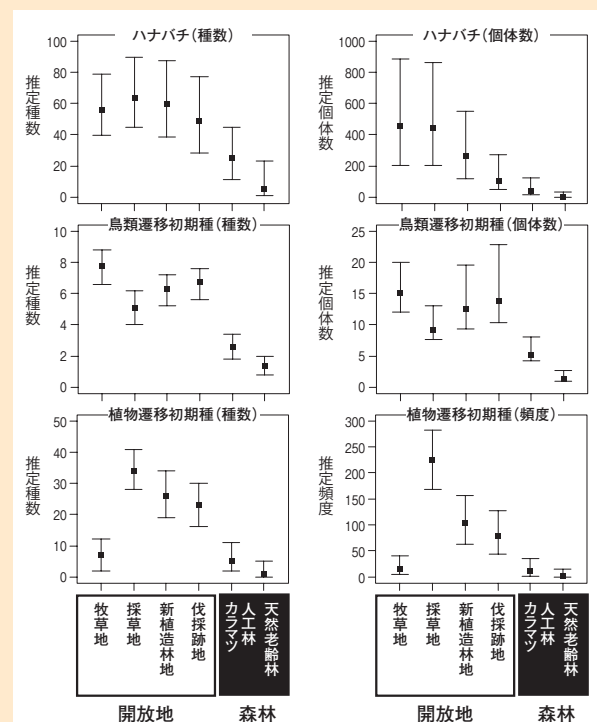 ハナバチ（種数）
推定種数
100
80
60
40
20
0
ハナバチ（個体数）
推定個体数
1000
800
600
400
200
0
鳥類遷移初期種（種数）
推定種数
10
8
6
4
2
0
鳥類遷移初期種（個体数）
推定個体数
25
20
15
10
5
0
植物遷移初期種（種数）
推定種数
50
40
30
20
10
0
植物遷移初期種（頻度）
推定頻度
300
250
200
150
100
50
0
牧草地
採草地
新植造林地
伐採跡地
カラマツ
人工林
天然老齢林
開放地
森林
牧草地
採草地
新植造林地
伐採跡地
カラマツ
人工林
天然老齢林
開放地
森林